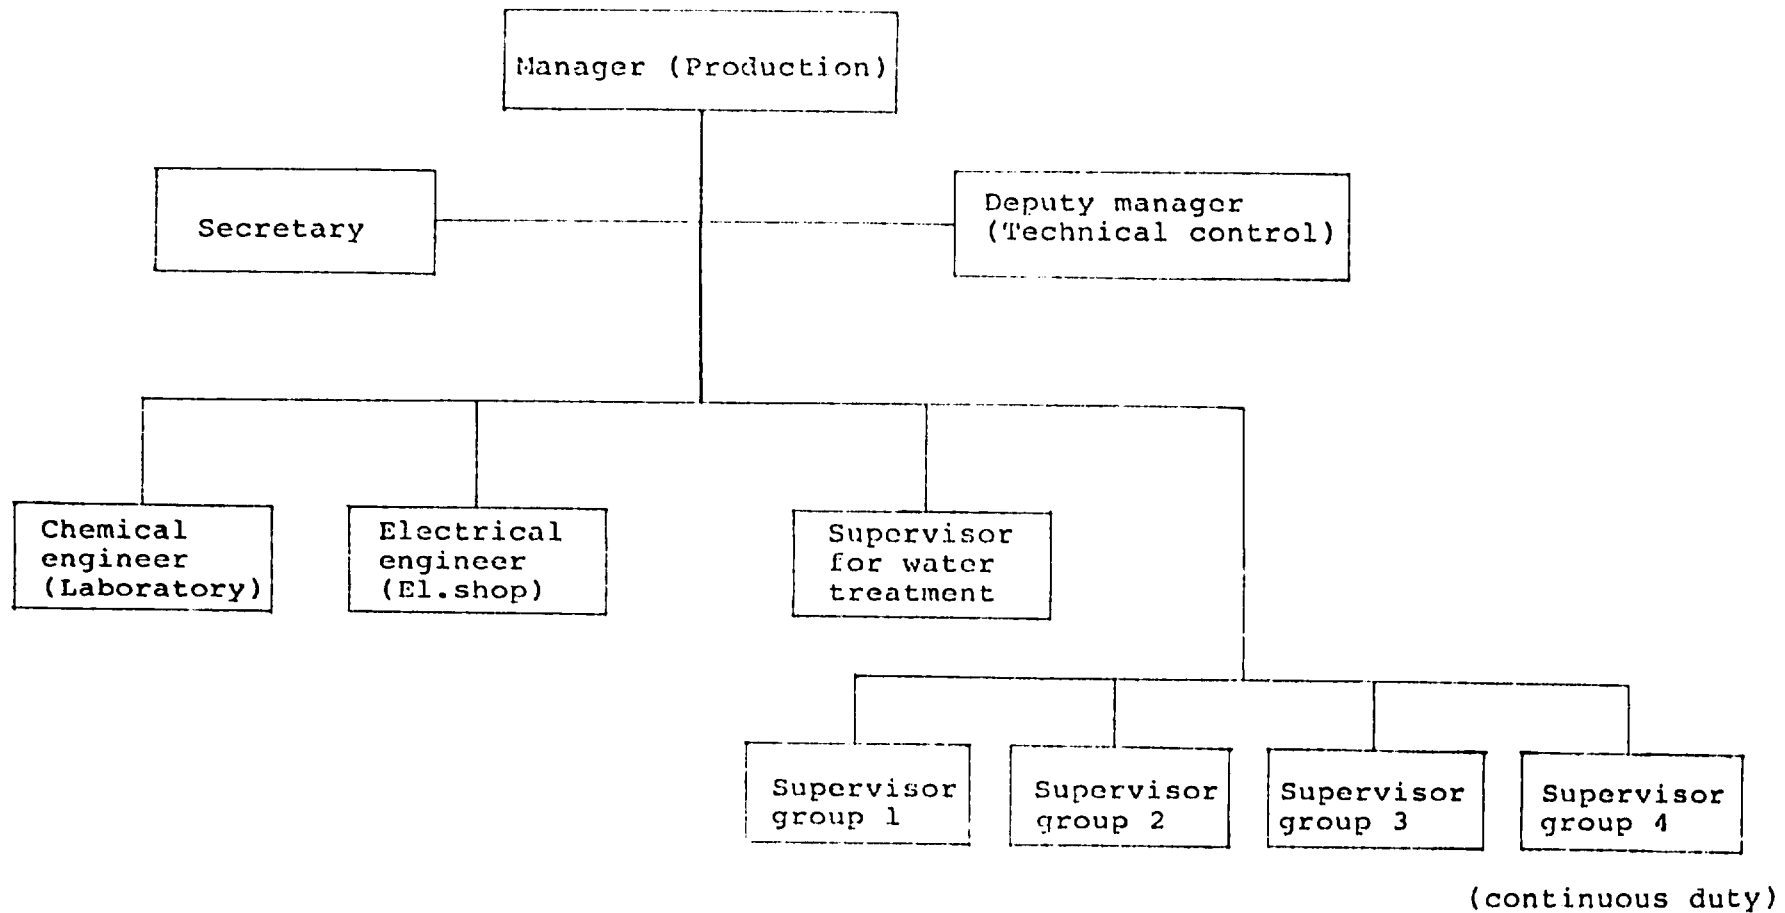 Manager (Production)
Secretary
Deputy manager
(Technical control)
Chemical
engineer
(Laboratory)
Electrical
engineer
(El.shop)
Supervisor
for water
treatment
Supervisor
group 1
Supervisor
group 2
Supervisor
group 3
Supervisor
group 4
(continuous duty)